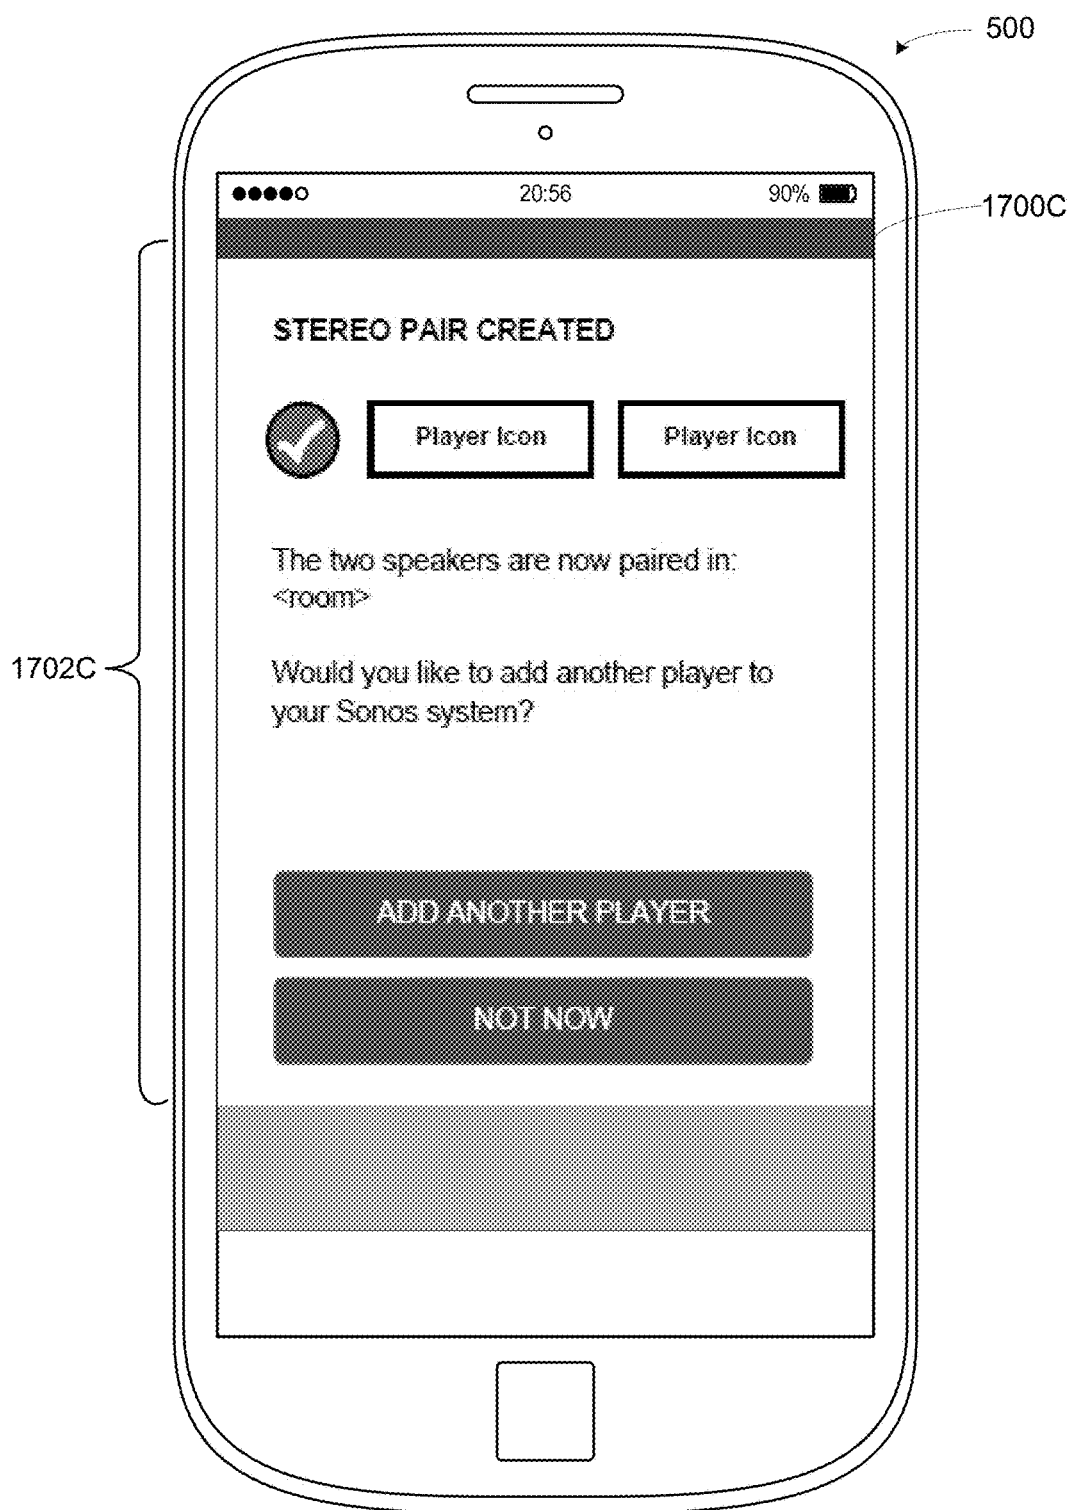 500
20:56
90%
1700C
STEREO PAIR CREATED
Player Icon
Player Icon
The two speakers are now paired in:
<room>
1702C
Would you like to add another player to
your Sonos system?
ADD ANOTHER PLAYER
NOT NOW